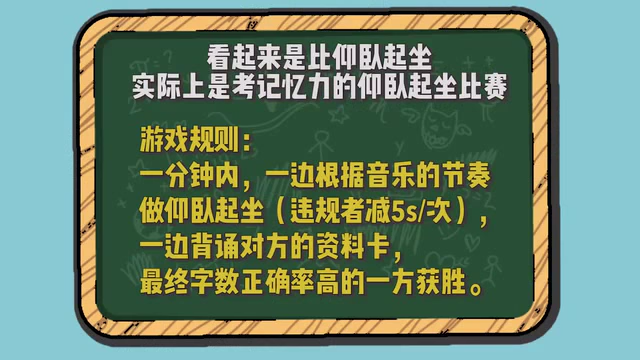 看起来是比仰卧起坐
实际上是考记忆力的仰卧起坐比赛
游戏规则：
一分钟内，一边根据音乐的节奏
做仰卧起坐（违规者减5s/次），
一边背诵对方的资料卡，
最终字数正确率高的一方获胜。